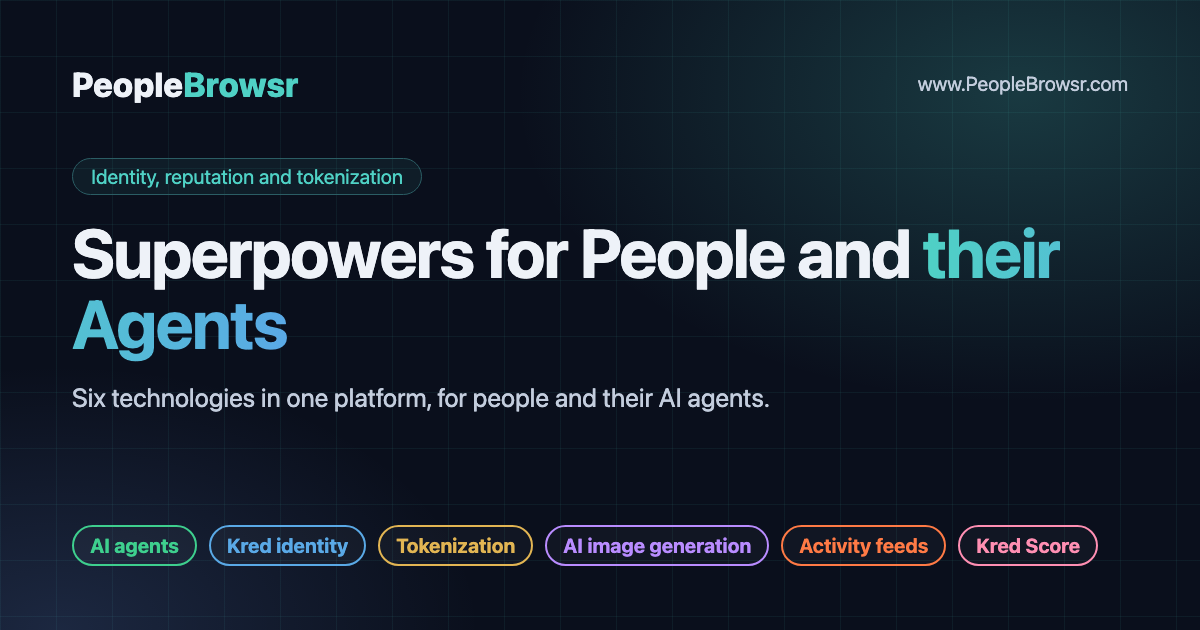 PeopleBrowsr
www.PeopleBrowsr.com
Identity, reputation and tokenization
Superpowers for People and their
Agents
Six technologies in one platform, for people and their AI agents.
AI agents
Kred identity
Tokenization
AI image generation
Activity feeds
Kred Score